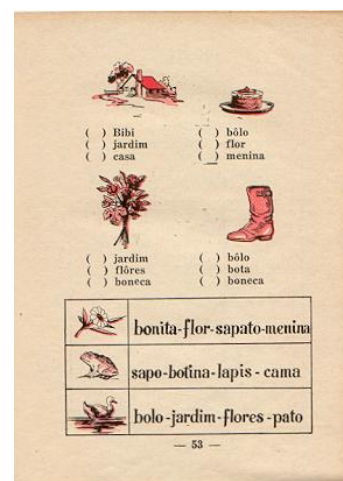 ( ) Bibi
( ) jardim
( ) casa
( ) bôlo
( ) flor
( ) menina
( ) jardim
( ) flôres
( ) boneca
( ) bôlo
( ) bota
( ) boneca
bonita-flor-sapato-menina
sapo-botina-lapis-cama
bolo-jardim-flores-pato
— 53 —